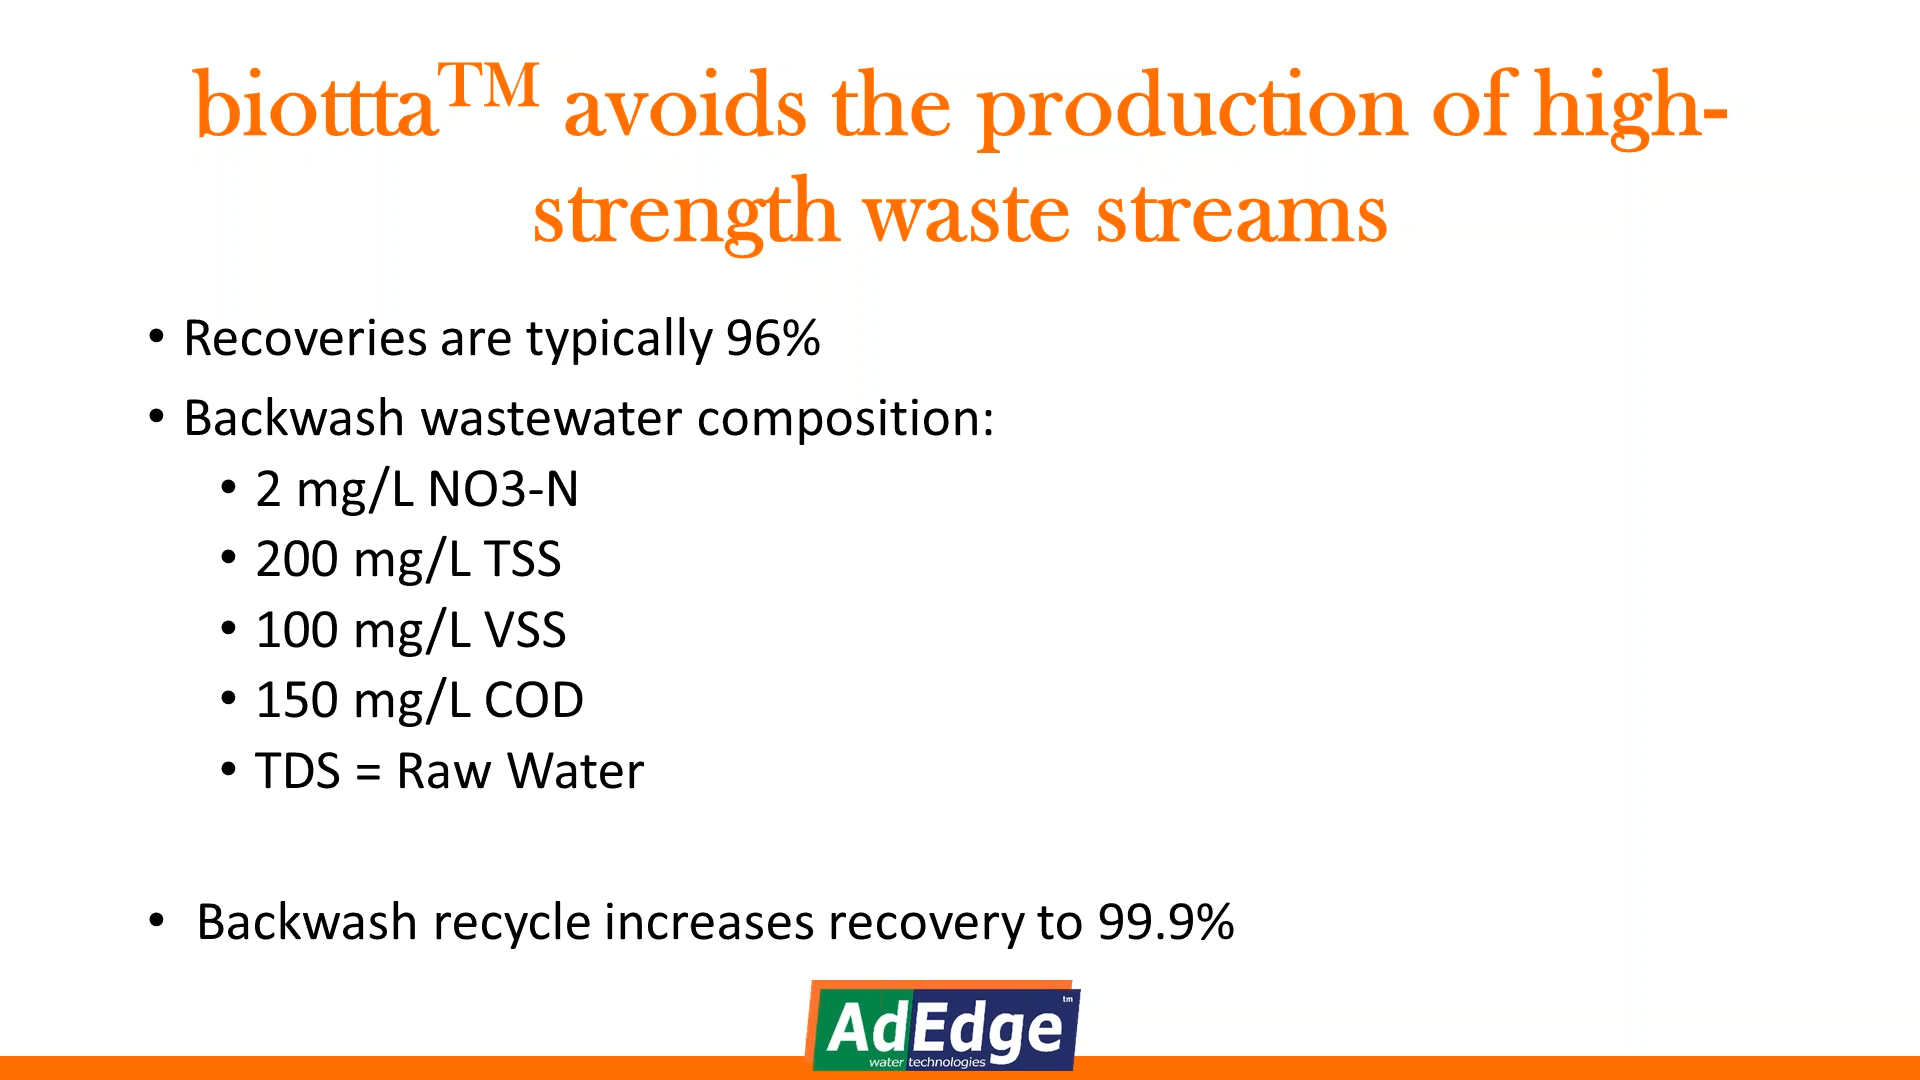 biottta™ avoids the production of high-
strength waste streams
• Recoveries are typically 96%
• Backwash wastewater composition:
• 2 mg/L NO3-N
• 200 mg/L TSS
• 100 mg/L VSS
• 150 mg/L COD
• TDS = Raw Water
• Backwash recycle increases recovery to 99.9%
AdEdge tm
water technologies